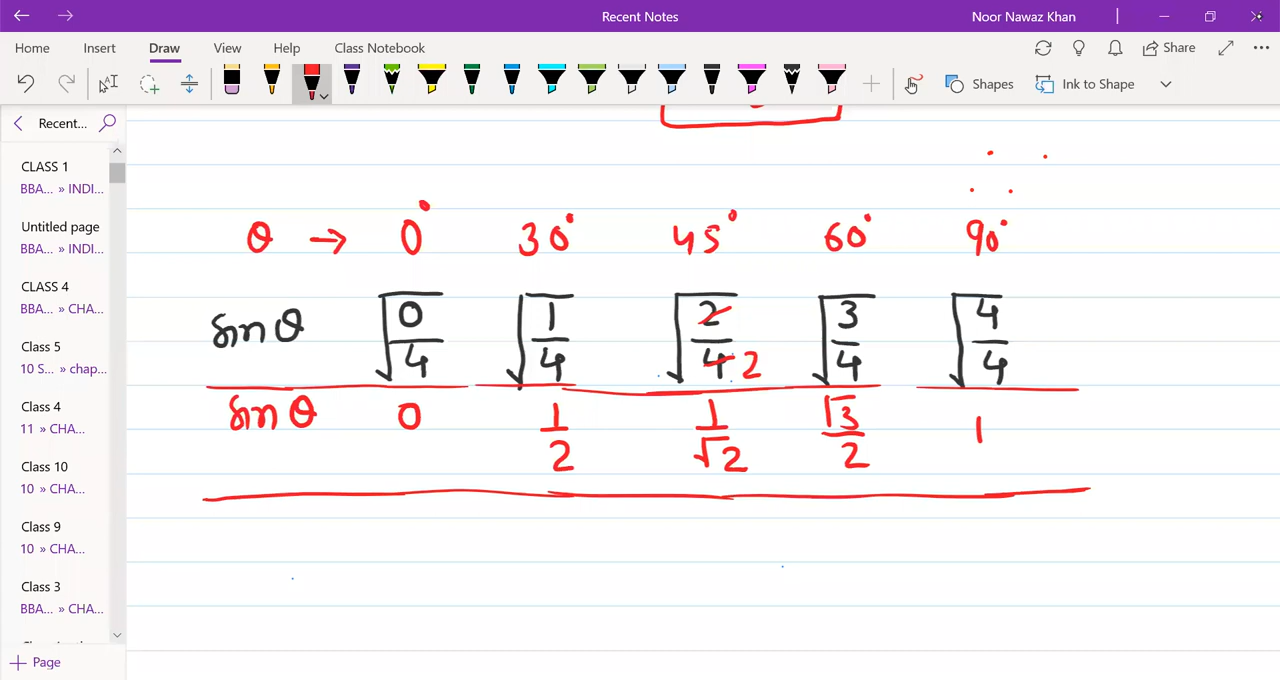 Recent Notes
Noor Nawaz Khan
Home Insert Draw View Help Class Notebook
Share
Shapes
Ink to Shape
Recent...
CLASS 1
BBA... » INDI...
Untitled page
BBA... » INDI...
CLASS 4
BBA... » CHA...
Class 5
10 S... » chap...
Class 4
11 » CHA...
Class 10
10 » CHA...
Class 9
10 » CHA...
Class 3
BBA... » CHA...
+ Page
θ → 0° 30° 45° 60° 90°
sin θ √(0/4) √(1/4) √(2/4) 2 √(3/4) √(4/4)
sin θ 0 1/2 1/√2 √3/2 1